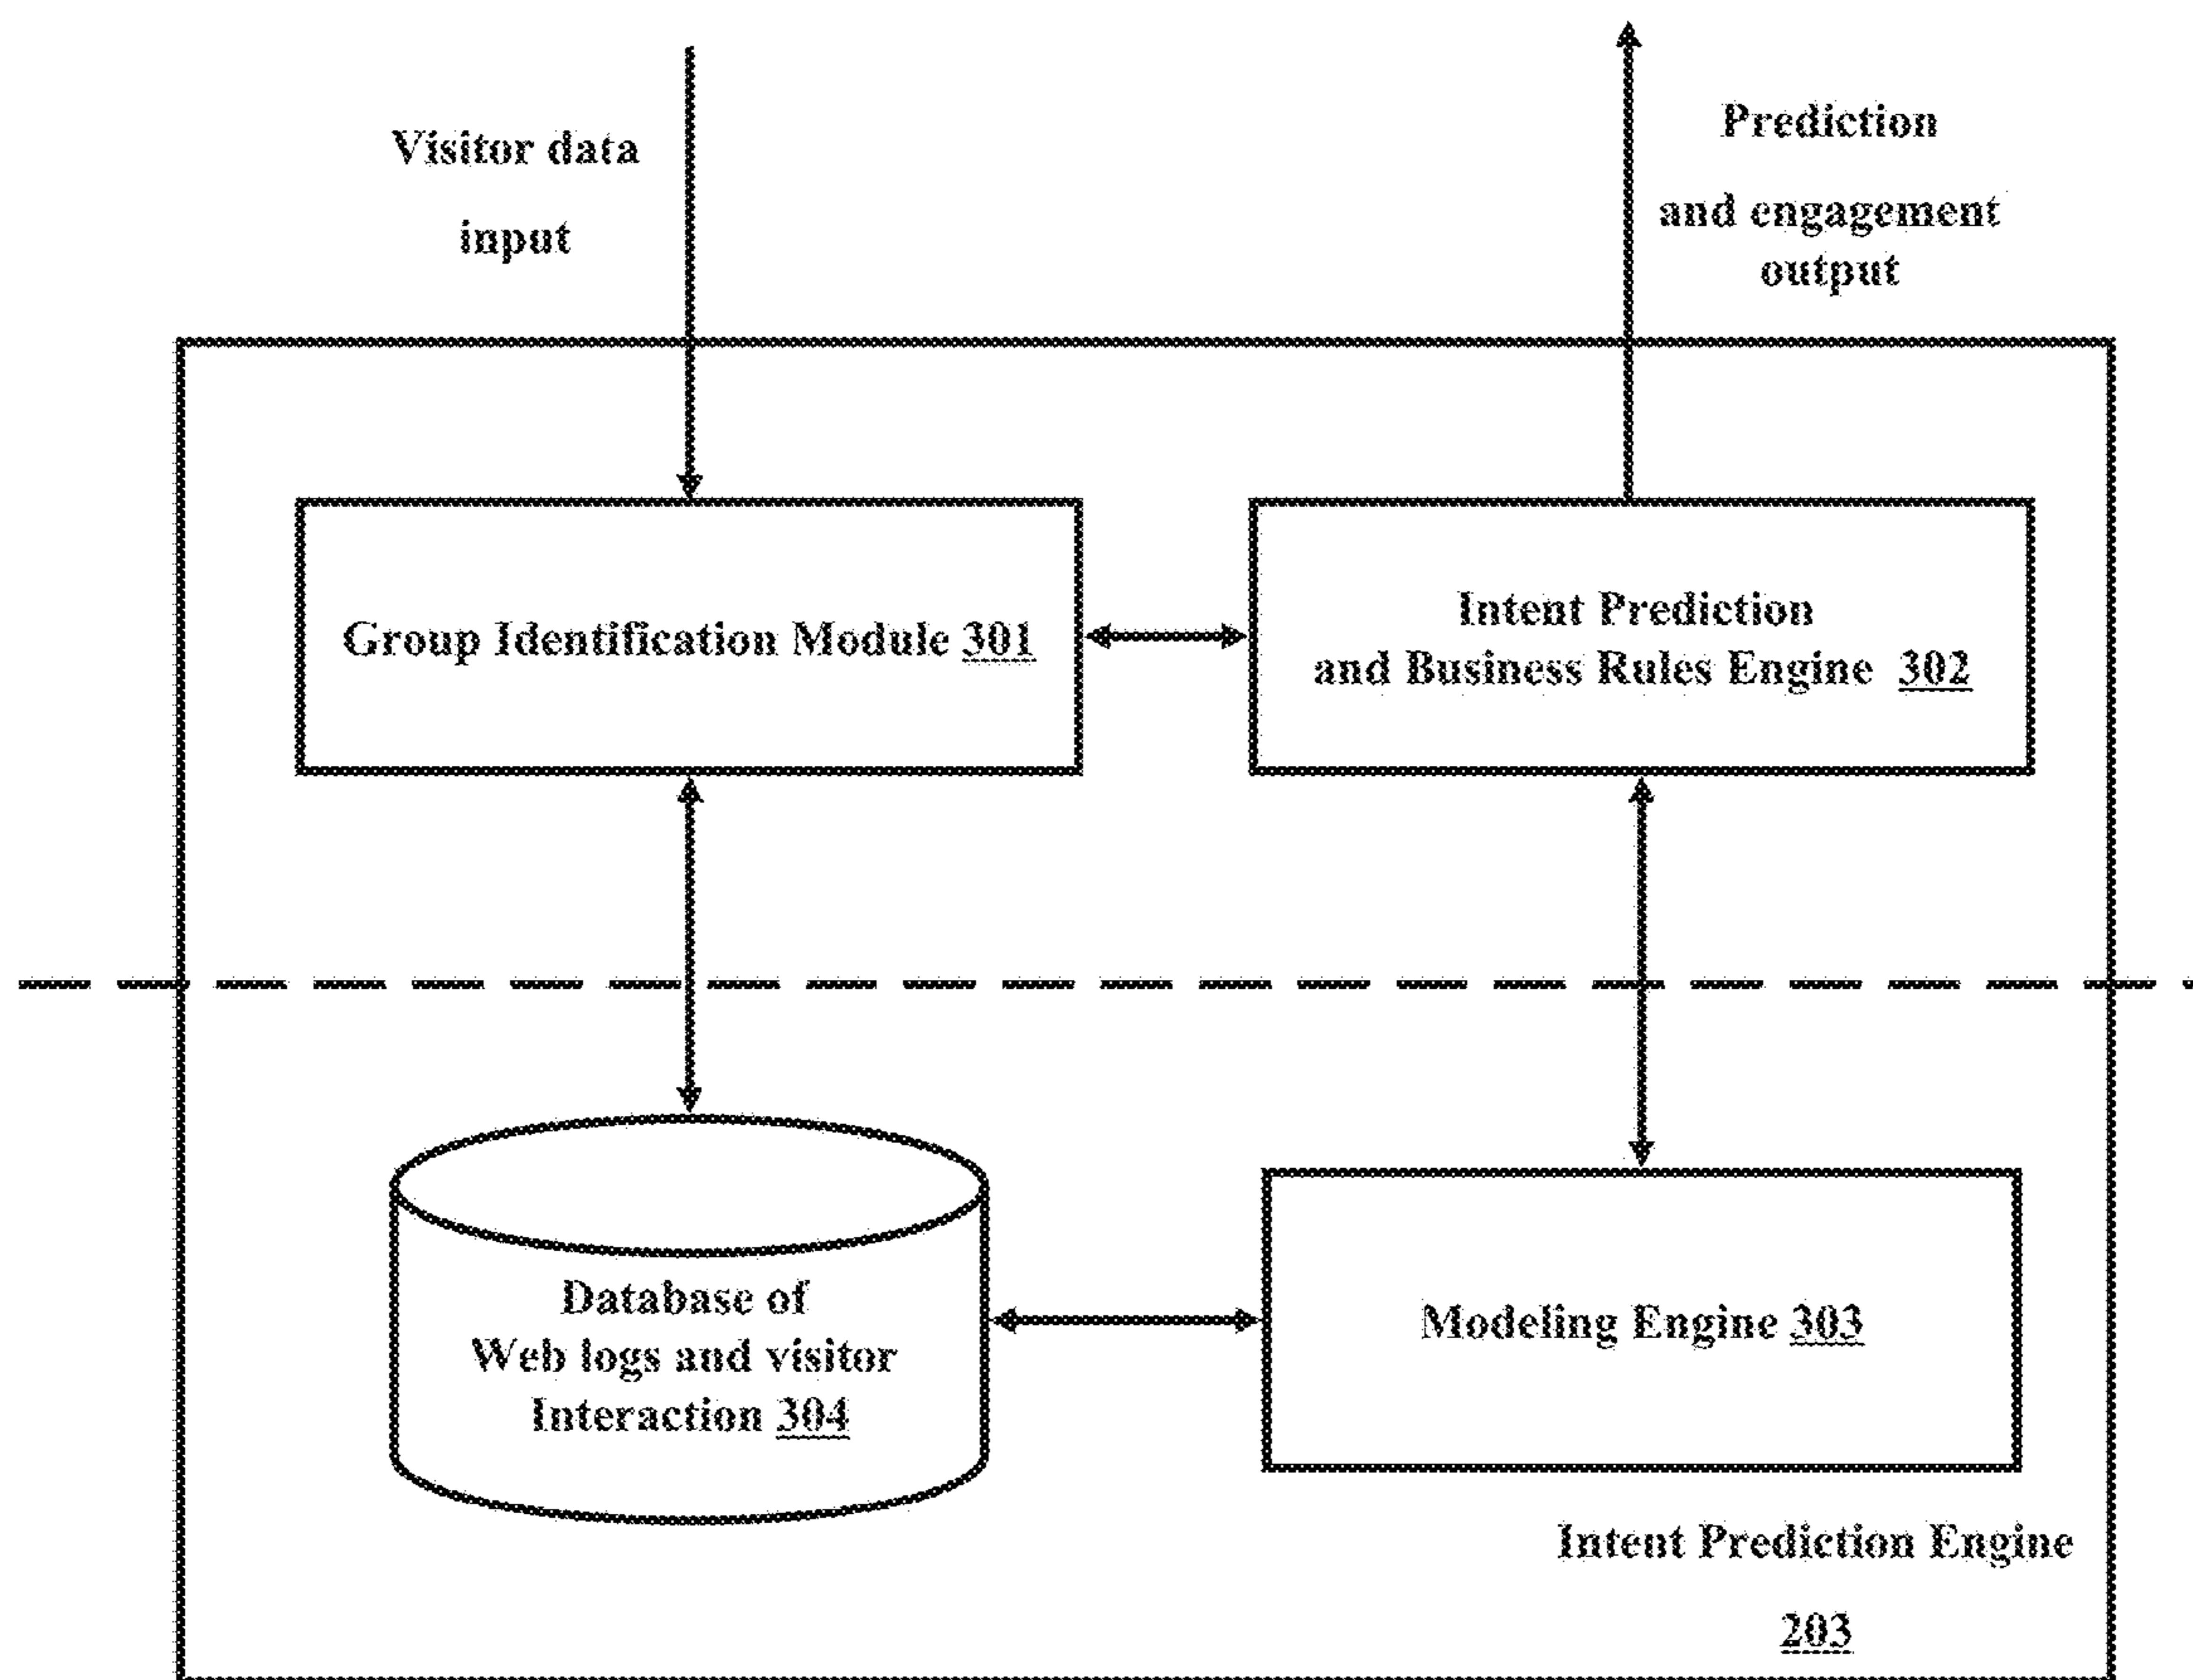 Visitor data
input
Prediction
and engagement
output
Group Identification Module 301
Intent Prediction
and Business Rules Engine 302
Database of
Web logs and visitor
Interaction 304
Modeling Engine 303
Intent Prediction Engine
203